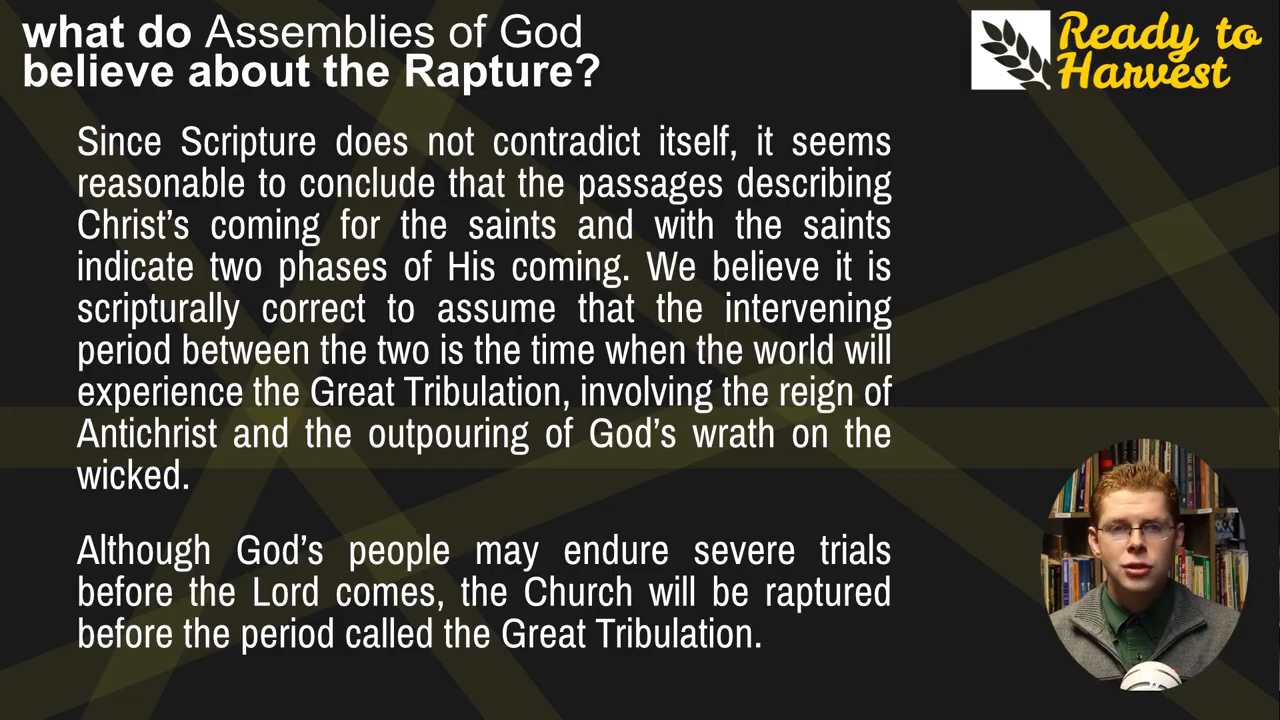 what do Assemblies of God
believe about the Rapture?
Ready to
Harvest
Since Scripture does not contradict itself, it seems
reasonable to conclude that the passages describing
Christ’s coming for the saints and with the saints
indicate two phases of His coming. We believe it is
scripturally correct to assume that the intervening
period between the two is the time when the world will
experience the Great Tribulation, involving the reign of
Antichrist and the outpouring of God’s wrath on the
wicked.
Although God’s people may endure severe trials
before the Lord comes, the Church will be raptured
before the period called the Great Tribulation.